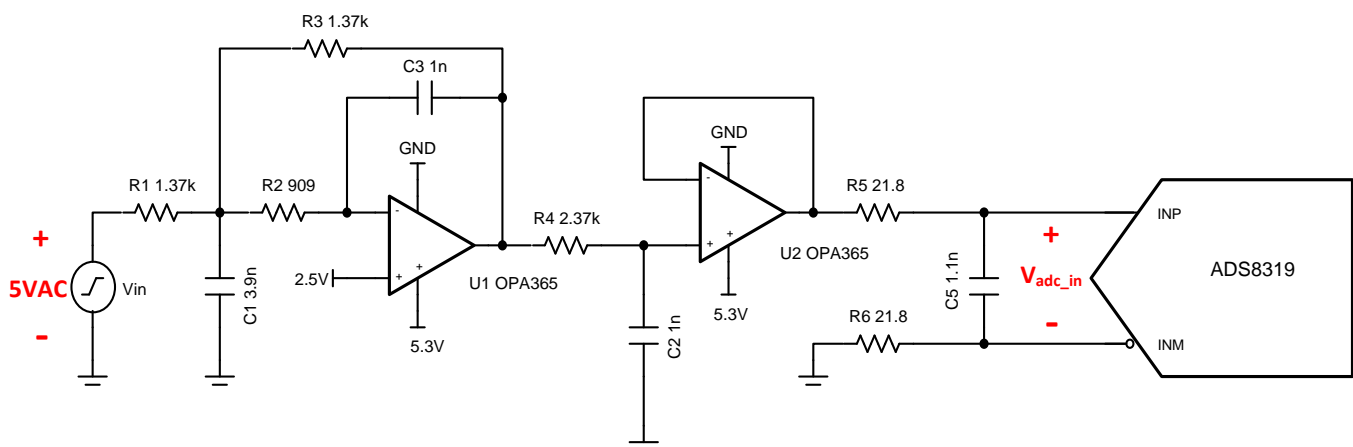 R3 1.37k
C3 1n
GND
GND
R1 1.37k
R2 909
R5 21.8
-
-
INP
+
R4 2.37k
+
+
+
+
U2 OPA365
+
5VAC
Vin
2.5V
U1 OPA365
C5 1.1n
Vadc_in
ADS8319
C1 3.9n
5.3V
R6 21.8
-
-
5.3V
C2 1n
INM